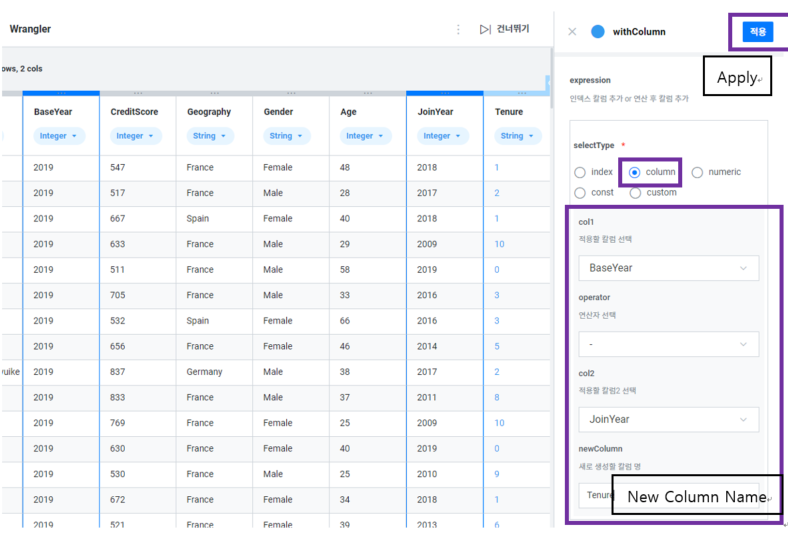 Wrangler
건너뛰기
withColumn
적용
Apply
ows, 2 cols
expression
인덱스 칼럼 추가 or 연산 후 칼럼 추가
BaseYear CreditScore Geography Gender Age JoinYear Tenure
Integer Integer String String Integer Integer String
selectType *
index column numeric
const custom
2019 547 France Female 48 2018 1
2019 517 France Male 28 2017 2
2019 667 Spain Female 40 2018 1
2019 633 France Male 29 2009 10
2019 511 France Male 58 2019 0
2019 705 France Male 33 2016 3
2019 532 Spain Female 66 2016 3
2019 656 France Female 46 2014 5
uike 2019 837 Germany Male 38 2017 2
2019 833 France Male 37 2011 8
2019 769 France Female 25 2009 10
2019 630 France Female 40 2019 0
2019 530 France Male 25 2010 9
2019 672 France Female 34 2018 1
2019 521 France Female 39 2013 6
col1
적용할 칼럼 선택
BaseYear
operator
연산자 선택
-
col2
적용할 칼럼2 선택
JoinYear
newColumn
새로 생성할 칼럼 명
Tenure
New Column Name